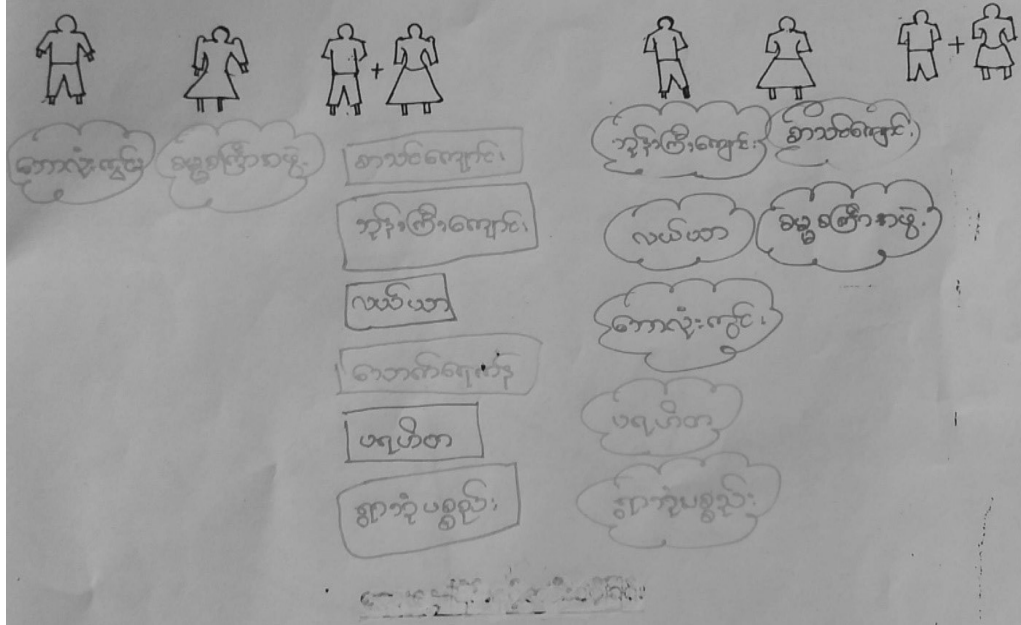 ဘောလုံးကွင်း
ဓမ္မစကြာအဖွဲ့
စာသင်ကျောင်း
ဘုန်းကြီးကျောင်း
လယ်ယာ
ပရဟိတ
ရွာဘုံပစ္စည်း
ဘုန်းကြီးကျောင်း
စာသင်ကျောင်း
လယ်ယာ
ဓမ္မစကြာအဖွဲ့
ဘောလုံးကွင်း
ပရဟိတ
ရွာဘုံပစ္စည်း